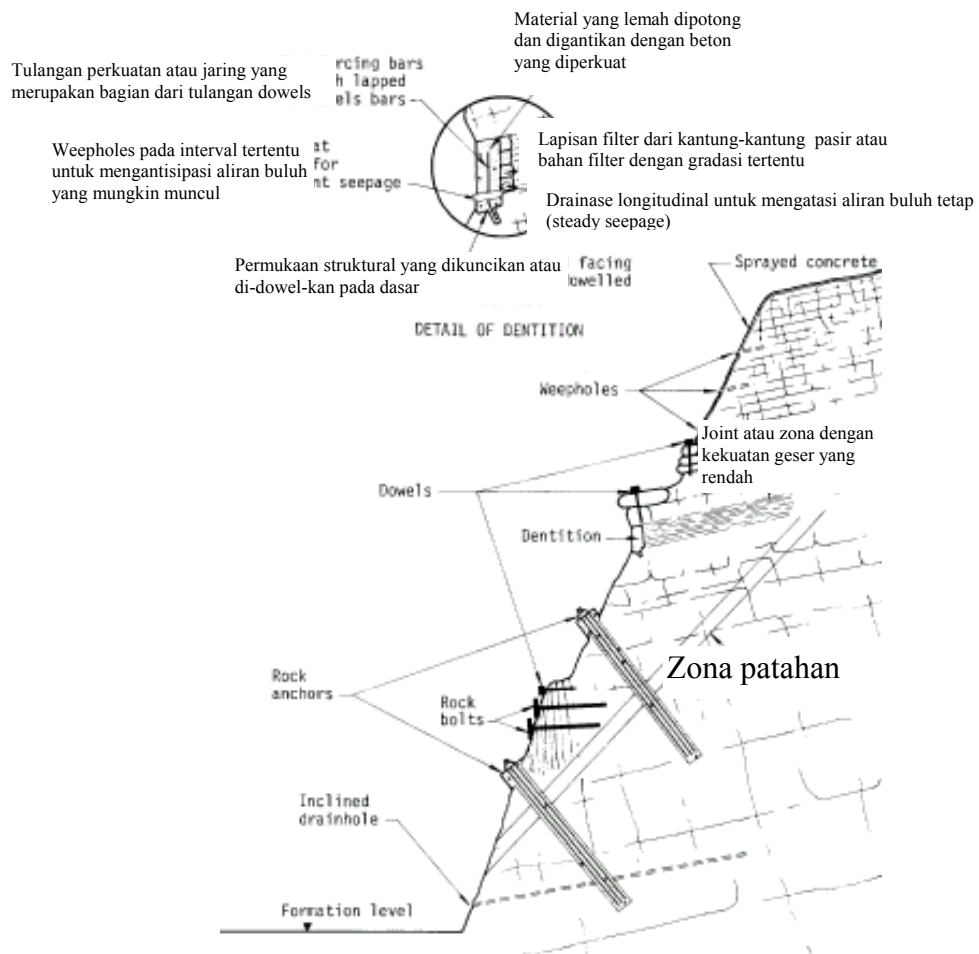 Material yang lemah dipotong
dan digantikan dengan beton
yang diperkuat
Tulangan perkuatan atau jaring yang
merupakan bagian dari tulangan dowels
rcing bars
h lapped
els bars
Weepholes pada interval tertentu
untuk mengantisipasi aliran buluh
yang mungkin muncul
at
for
nt seepage
Lapisan filter dari kantung-kantung pasir atau
bahan filter dengan gradasi tertentu
Drainase longitudinal untuk mengatasi aliran buluh tetap
(steady seepage)
Permukaan struktural yang dikuncikan atau
di-dowel-kan pada dasar
facing
owelled
DETAIL OF DENTITION
Sprayed concrete
Weepholes
Joint atau zona dengan
kekuatan geser yang
rendah
Dowels
Dentition
Zona patahan
Rock
anchors
Rock
bolts
Inclined
drainhole
Formation level